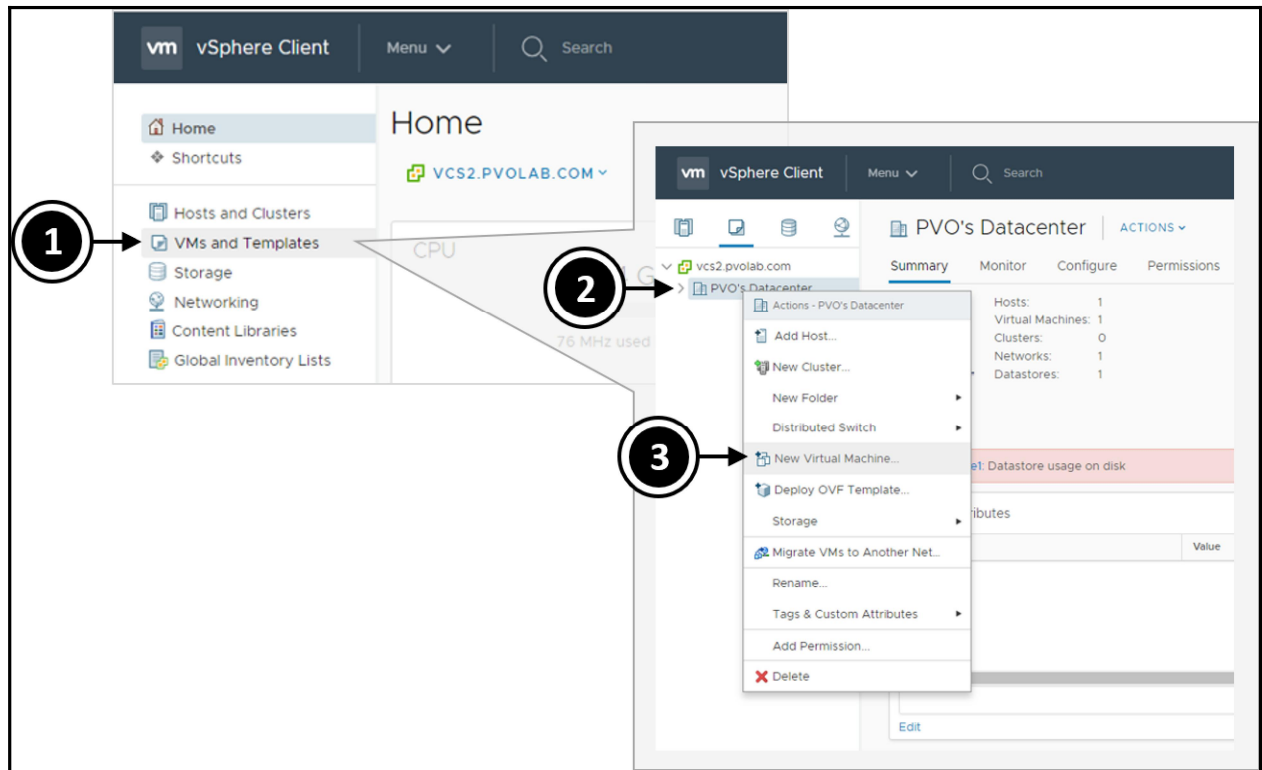 vm vSphere Client Menu Search
Home
Shortcuts
Home
VCS2.PVOLAB.COM
Hosts and Clusters
1
VMs and Templates
Storage
Networking
Content Libraries
Global Inventory Lists
CPU
G
76 MHz used
vm vSphere Client Menu Search
PVO's Datacenter ACTIONS
2
vcs2.pvolab.com
PVO's Datacenter
Summary Monitor Configure Permissions
Hosts: 1
Virtual Machines: 1
Clusters: 0
Networks: 1
Datastores: 1
Actions - PVO's Datacenter
Add Host...
New Cluster...
New Folder
Distributed Switch
3
New Virtual Machine...
Deploy OVF Template...
Storage
Migrate VMs to Another Net...
Rename...
Tags & Custom Attributes
Add Permission...
Delete
e1: Datastore usage on disk
ributes
Value
Edit